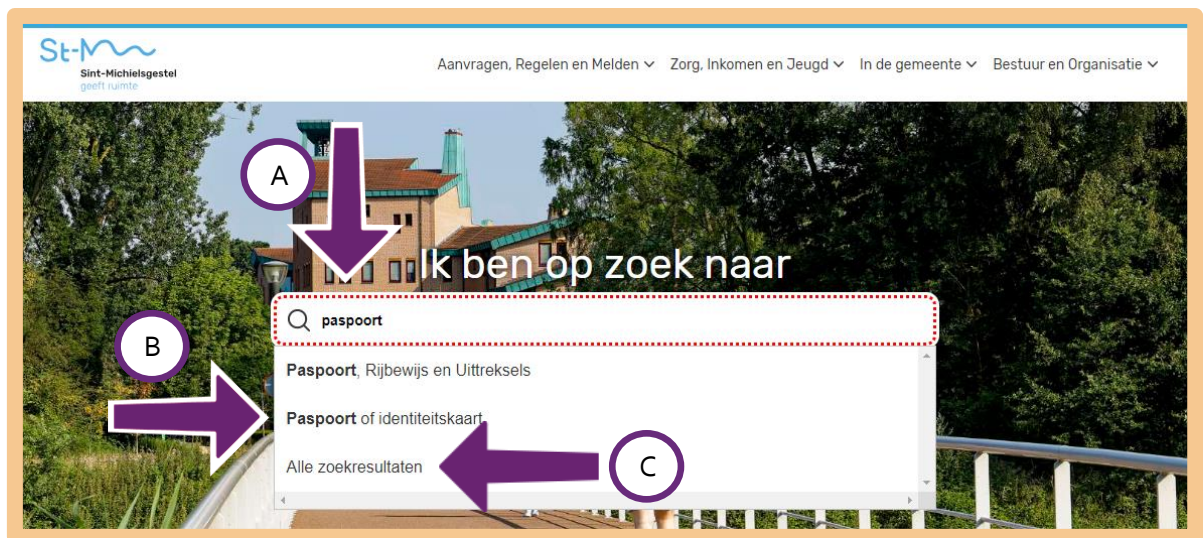 St-M
Sint-Michielsgestel
geeft ruimte
Aanvragen, Regelen en Melden Zorg, Inkomen en Jeugd In de gemeente Bestuur en Organisatie
A
Ik ben op zoek naar
paspoort
B
Paspoort, Rijbewijs en Uittreksels
Paspoort of identiteitskaart
Alle zoekresultaten
C